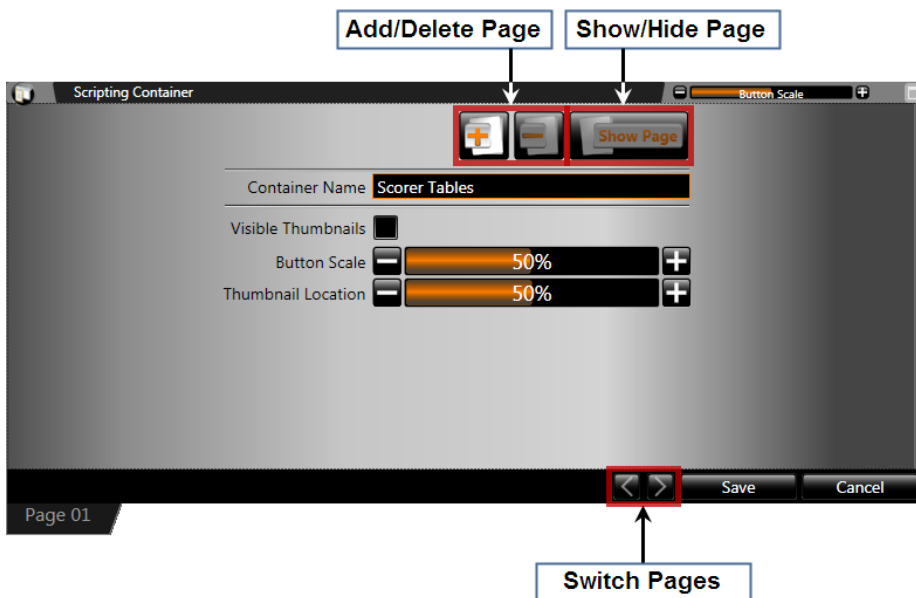 Add/Delete Page
Show/Hide Page
Scripting Container
Button Scale
Show Page
Container Name
Scorer Tables
Visible Thumbnails
Button Scale
50%
Thumbnail Location
50%
Save
Cancel
Page 01
Switch Pages